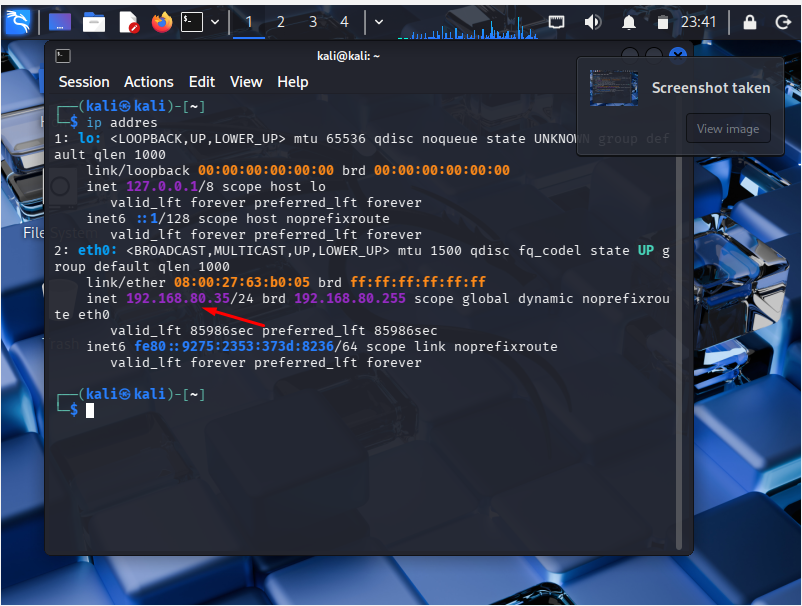 1 2 3 4 23:41
kali@kali: ~
Session Actions Edit View Help
Screenshot taken
View image
┌──(kali㉿kali)-[~]
└─$ ip addres
1: lo: <LOOPBACK,UP,LOWER_UP> mtu 65536 qdisc noqueue state UNKNOWN group def
ault qlen 1000
link/loopback 00:00:00:00:00:00 brd 00:00:00:00:00:00
inet 127.0.0.1/8 scope host lo
valid_lft forever preferred_lft forever
inet6 ::1/128 scope host noprefixroute
valid_lft forever preferred_lft forever
2: eth0: <BROADCAST,MULTICAST,UP,LOWER_UP> mtu 1500 qdisc fq_codel state UP g
roup default qlen 1000
link/ether 08:00:27:63:b0:05 brd ff:ff:ff:ff:ff:ff
inet 192.168.80.35/24 brd 192.168.80.255 scope global dynamic noprefixrou
te eth0
valid_lft 85986sec preferred_lft 85986sec
inet6 fe80::9275:2353:373d:8236/64 scope link noprefixroute
valid_lft forever preferred_lft forever
┌──(kali㉿kali)-[~]
└─$